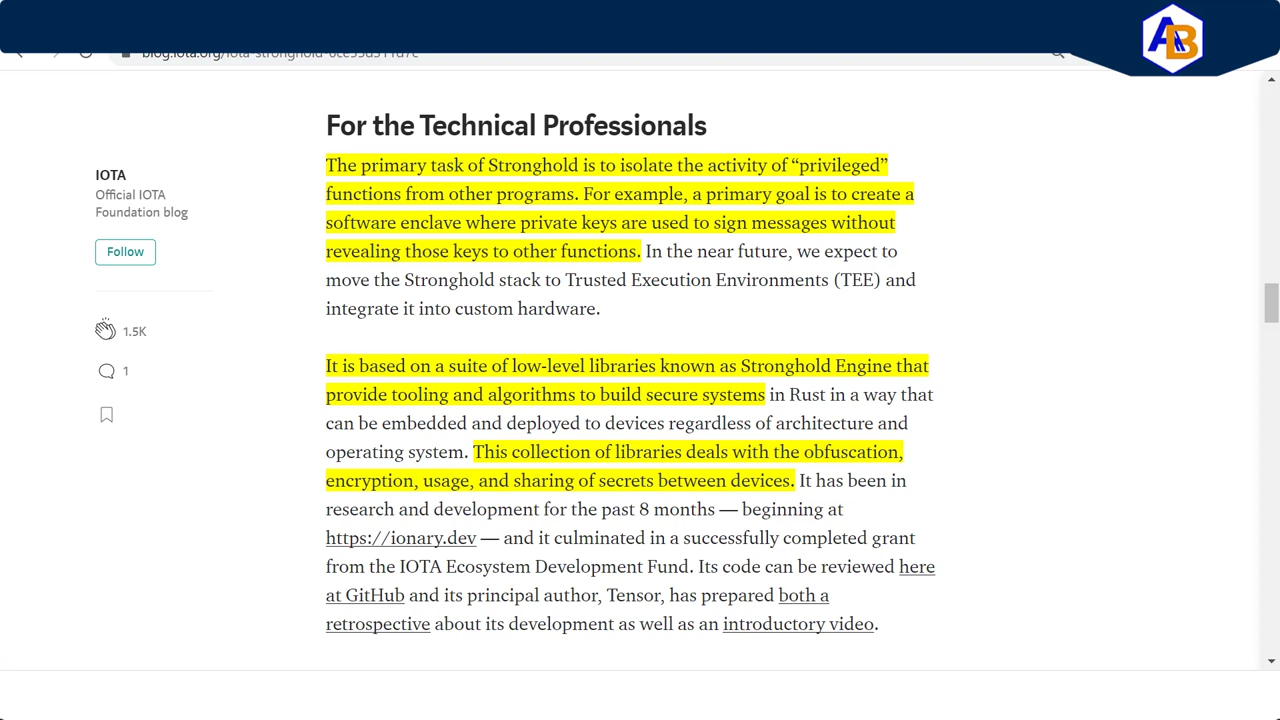 AB
For the Technical Professionals
The primary task of Stronghold is to isolate the activity of “privileged”
functions from other programs. For example, a primary goal is to create a
software enclave where private keys are used to sign messages without
revealing those keys to other functions. In the near future, we expect to
move the Stronghold stack to Trusted Execution Environments (TEE) and
integrate it into custom hardware.
It is based on a suite of low-level libraries known as Stronghold Engine that
provide tooling and algorithms to build secure systems in Rust in a way that
can be embedded and deployed to devices regardless of architecture and
operating system. This collection of libraries deals with the obfuscation,
encryption, usage, and sharing of secrets between devices. It has been in
research and development for the past 8 months — beginning at
https://ionary.dev — and it culminated in a successfully completed grant
from the IOTA Ecosystem Development Fund. Its code can be reviewed here
at GitHub and its principal author, Tensor, has prepared both a
retrospective about its development as well as an introductory video.
IOTA
Official IOTA
Foundation blog
Follow
1.5K
1